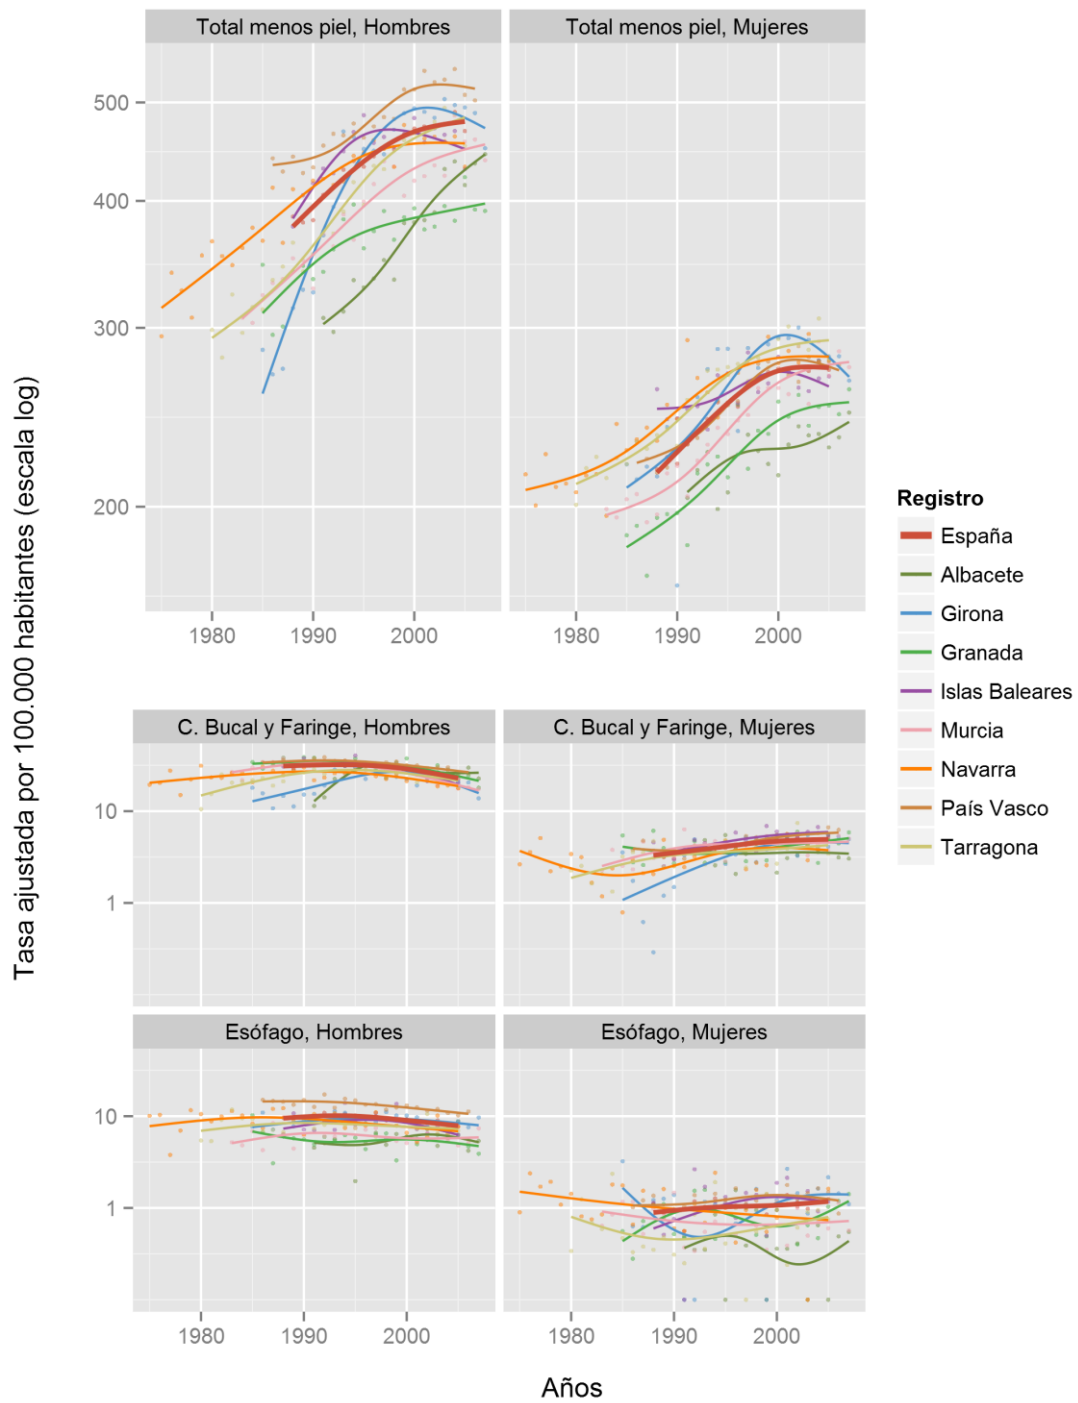 Total menos piel, Hombres
Total menos piel, Mujeres
500
400
300
200
1980
1990
2000
1980
1990
2000
C. Bucal y Faringe, Hombres
C. Bucal y Faringe, Mujeres
10
1
Esófago, Hombres
Esófago, Mujeres
10
1
1980
1990
2000
1980
1990
2000
Años
Tasa ajustada por 100.000 habitantes (escala log)
Registro
España
Albacete
Girona
Granada
Islas Baleares
Murcia
Navarra
País Vasco
Tarragona